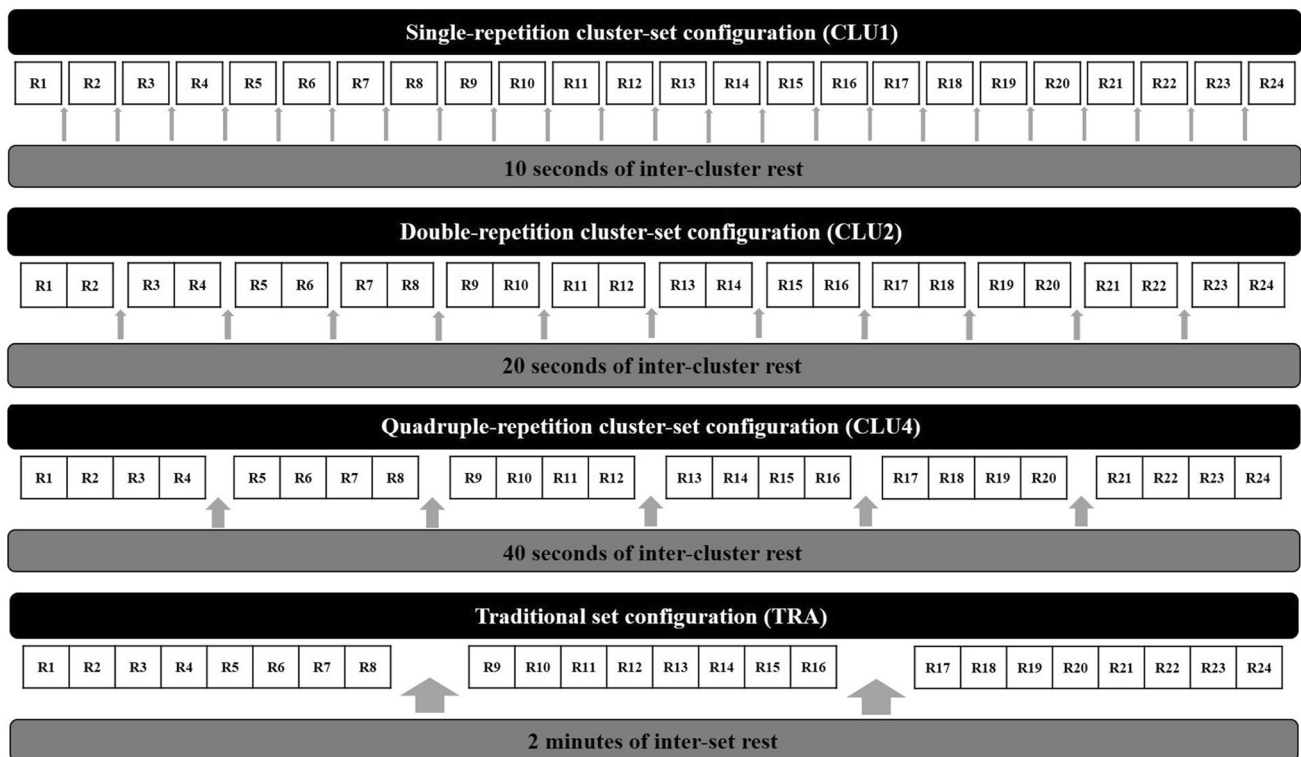 Single-repetition cluster-set configuration (CLU1)
R1 R2 R3 R4 R5 R6 R7 R8 R9 R10 R11 R12 R13 R14 R15 R16 R17 R18 R19 R20 R21 R22 R23 R24
10 seconds of inter-cluster rest
Double-repetition cluster-set configuration (CLU2)
R1 R2 R3 R4 R5 R6 R7 R8 R9 R10 R11 R12 R13 R14 R15 R16 R17 R18 R19 R20 R21 R22 R23 R24
20 seconds of inter-cluster rest
Quadruple-repetition cluster-set configuration (CLU4)
R1 R2 R3 R4 R5 R6 R7 R8 R9 R10 R11 R12 R13 R14 R15 R16 R17 R18 R19 R20 R21 R22 R23 R24
40 seconds of inter-cluster rest
Traditional set configuration (TRA)
R1 R2 R3 R4 R5 R6 R7 R8 R9 R10 R11 R12 R13 R14 R15 R16 R17 R18 R19 R20 R21 R22 R23 R24
2 minutes of inter-set rest